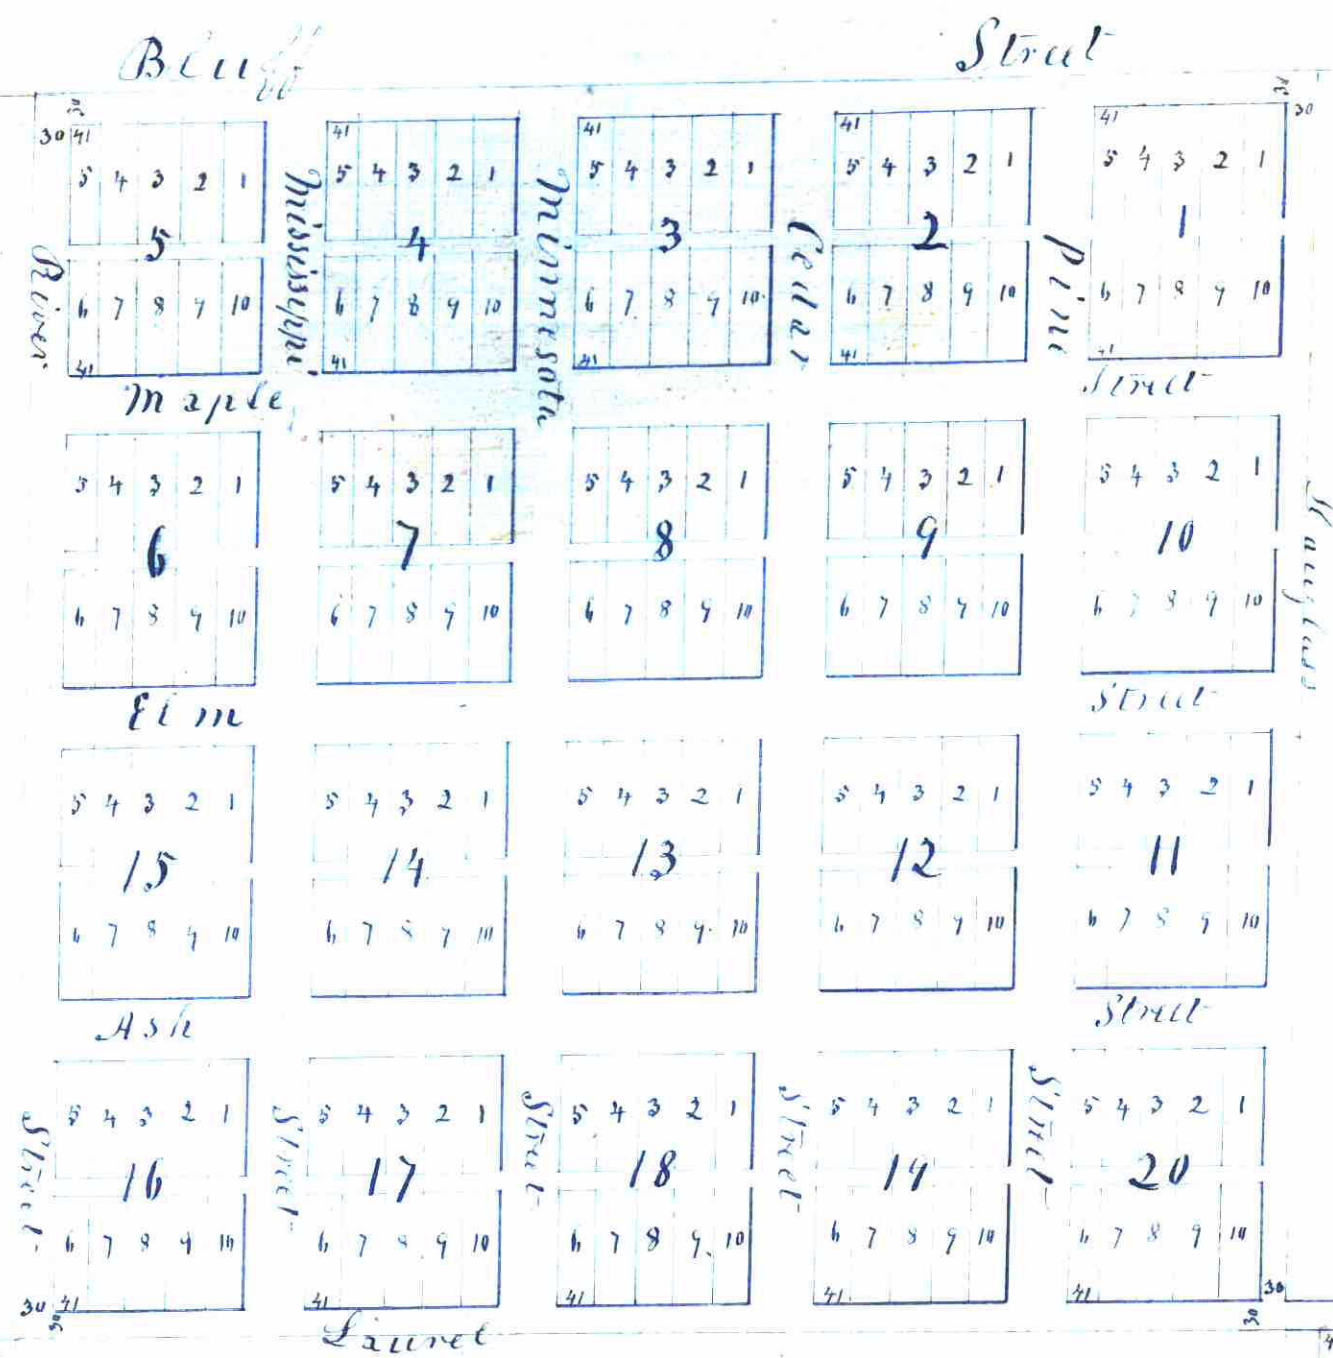 Bluff Street
30 30
30 41 41 41 41 41 30
5 4 3 2 1 5 4 3 2 1 5 4 3 2 1 5 4 3 2 1 5 4 3 2 1
River Mississippi Minnesota Cedar Pine
5 4 3 2 1
6 7 8 9 10 6 7 8 9 10 6 7 8 9 10 6 7 8 9 10 6 7 8 9 10
41 41 41 41 41
Maple Street
5 4 3 2 1 5 4 3 2 1 5 4 3 2 1 5 4 3 2 1 5 4 3 2 1
6 7 8 9 10
6 7 8 9 10 6 7 8 9 10 6 7 8 9 10 6 7 8 9 10 6 7 8 9 10
Elm Street
5 4 3 2 1 5 4 3 2 1 5 4 3 2 1 5 4 3 2 1 5 4 3 2 1
15 14 13 12 11
6 7 8 9 10 6 7 8 9 10 6 7 8 9 10 6 7 8 9 10 6 7 8 9 10
Ash Street
5 4 3 2 1 5 4 3 2 1 5 4 3 2 1 5 4 3 2 1 5 4 3 2 1
Street Street Street Street Street
16 17 18 19 20
6 7 8 9 10 6 7 8 9 10 6 7 8 9 10 6 7 8 9 10 6 7 8 9 10
30 41 41 41 41 41 30
30 30
Laurel